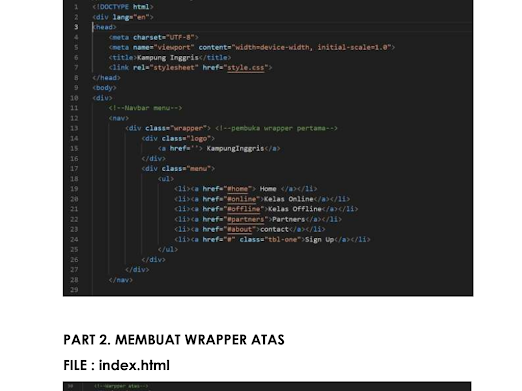 1 <!DOCTYPE html>
2 <div lang="en">
3 <head>
4 <meta charset="UTF-8">
5 <meta name="viewport" content="width=device-width, initial-scale=1.0">
6 <title>Kampung Inggris</title>
7 <link rel="stylesheet" href="style.css">
8 </head>
9 <body>
10 <div>
11 <!--Navbar menu-->
12 <nav>
13 <div class="wrapper"> <!--pembuka wrapper pertama-->
14 <div class="logo">
15 <a href=''> KampungInggris</a>
16 </div>
17 <div class="menu">
18 <ul>
19 <li><a href="#home"> Home </a></li>
20 <li><a href="#online">Kelas Online</a></li>
21 <li><a href="#offline">Kelas Offline</a></li>
22 <li><a href="#partners">Partners</a></li>
23 <li><a href="#about">contact</a></li>
24 <li><a href="#" class="tbl-one">Sign Up</a></li>
25 </ul>
26 </div>
27 </div>
28 </nav>
29
PART 2. MEMBUAT WRAPPER ATAS
FILE : index.html